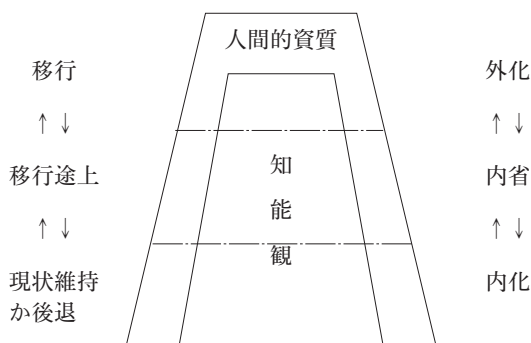 人間的資質
移行
外化
↑ ↓
↑ ↓
移行途上
知
能
観
内省
↑ ↓
↑ ↓
現状維持
か後退
内化